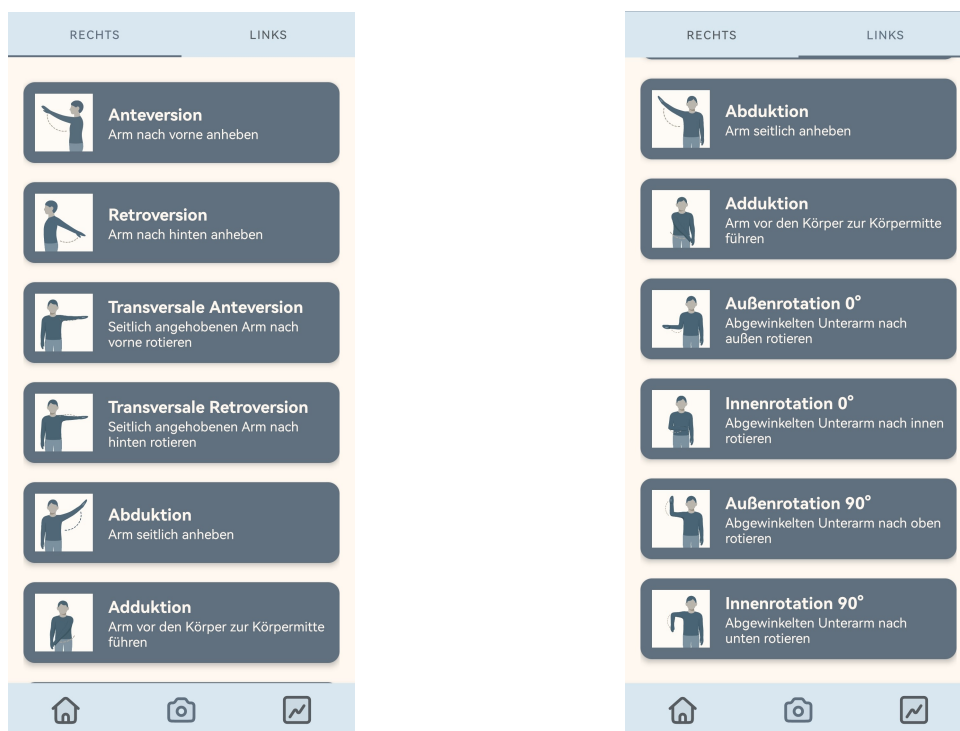 RECHTS
LINKS
Anteversion
Arm nach vorne anheben
Retroversion
Arm nach hinten anheben
Transversale Anteversion
Seitlich angehobenen Arm nach
vorne rotieren
Transversale Retroversion
Seitlich angehobenen Arm nach
hinten rotieren
Abduktion
Arm seitlich anheben
Adduktion
Arm vor den Körper zur Körpermitte
führen
RECHTS
LINKS
Abduktion
Arm seitlich anheben
Adduktion
Arm vor den Körper zur Körpermitte
führen
Außenrotation 0°
Abgewinkelten Unterarm nach
außen rotieren
Innenrotation 0°
Abgewinkelten Unterarm nach innen
rotieren
Außenrotation 90°
Abgewinkelten Unterarm nach oben
rotieren
Innenrotation 90°
Abgewinkelten Unterarm nach
unten rotieren